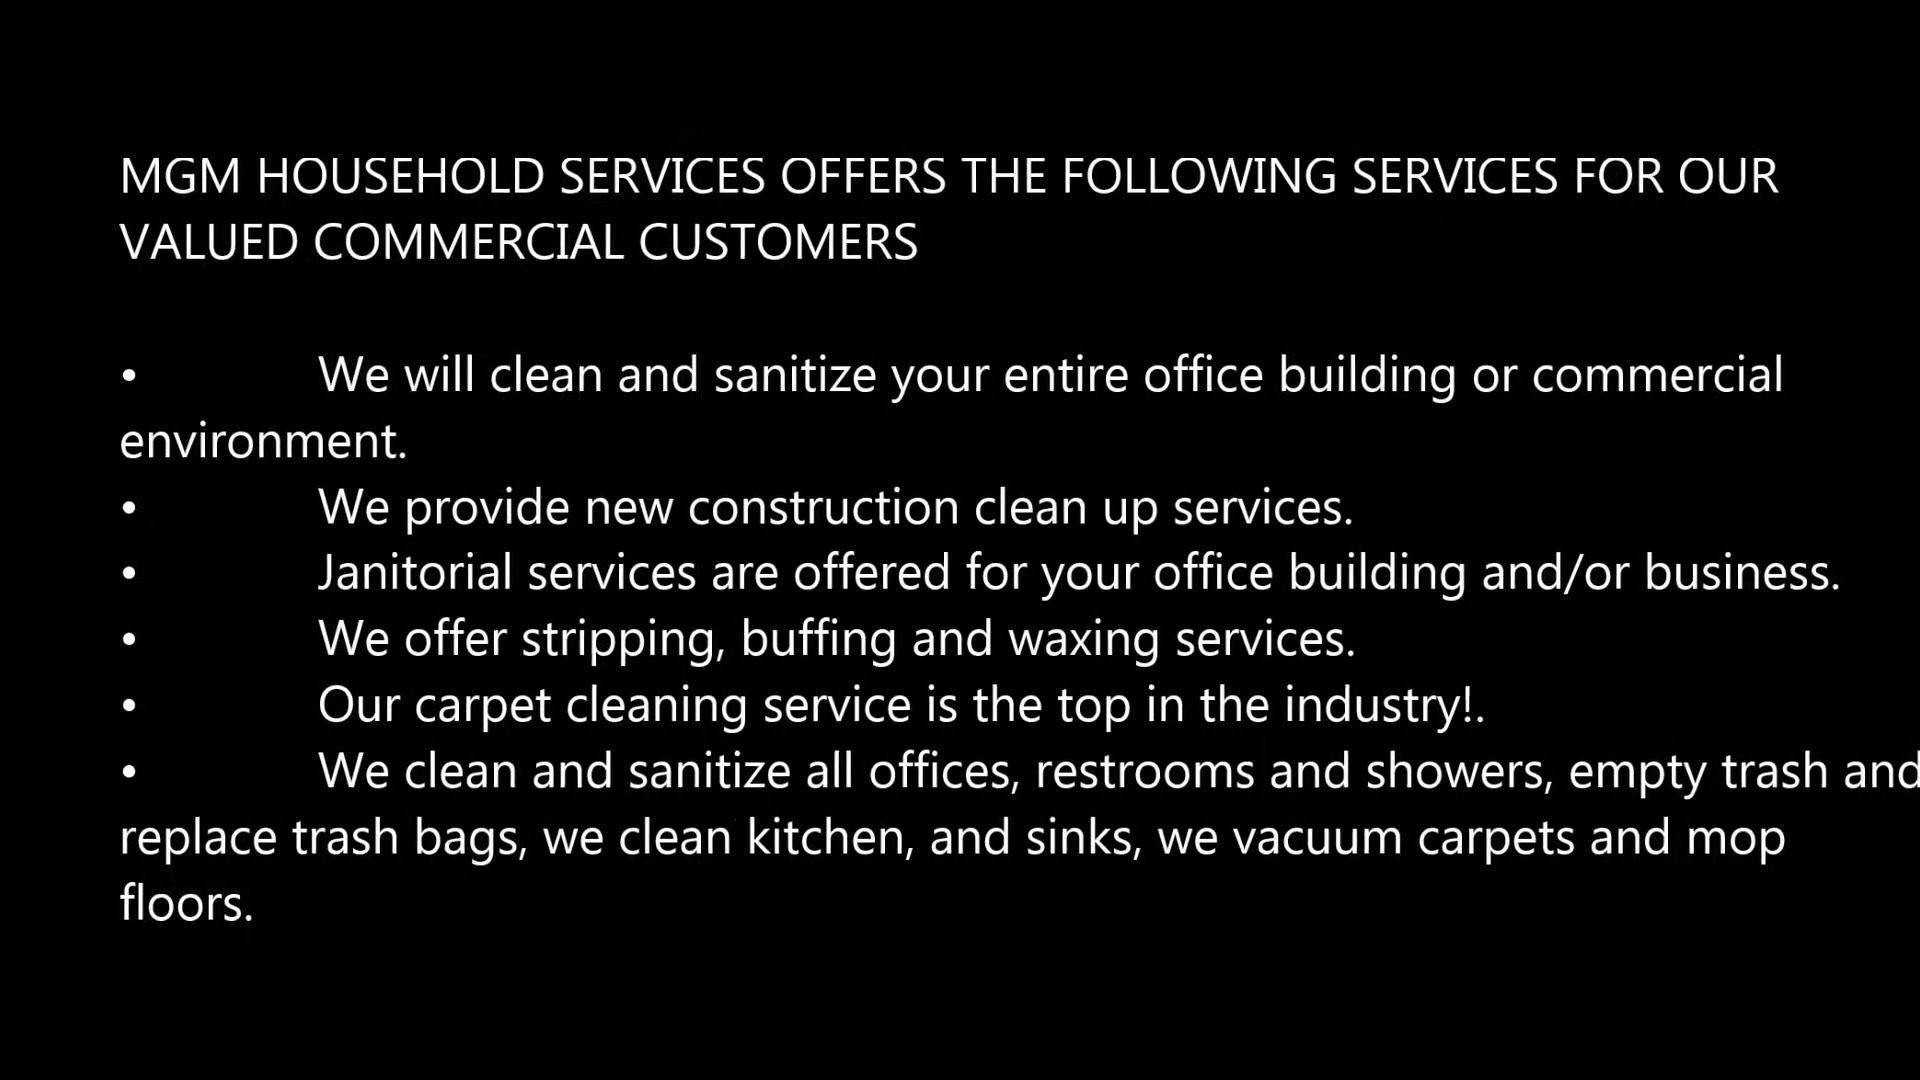 MGM HOUSEHOLD SERVICES OFFERS THE FOLLOWING SERVICES FOR OUR
VALUED COMMERCIAL CUSTOMERS
• We will clean and sanitize your entire office building or commercial
environment.
• We provide new construction clean up services.
• Janitorial services are offered for your office building and/or business.
• We offer stripping, buffing and waxing services.
• Our carpet cleaning service is the top in the industry!.
• We clean and sanitize all offices, restrooms and showers, empty trash and
replace trash bags, we clean kitchen, and sinks, we vacuum carpets and mop
floors.